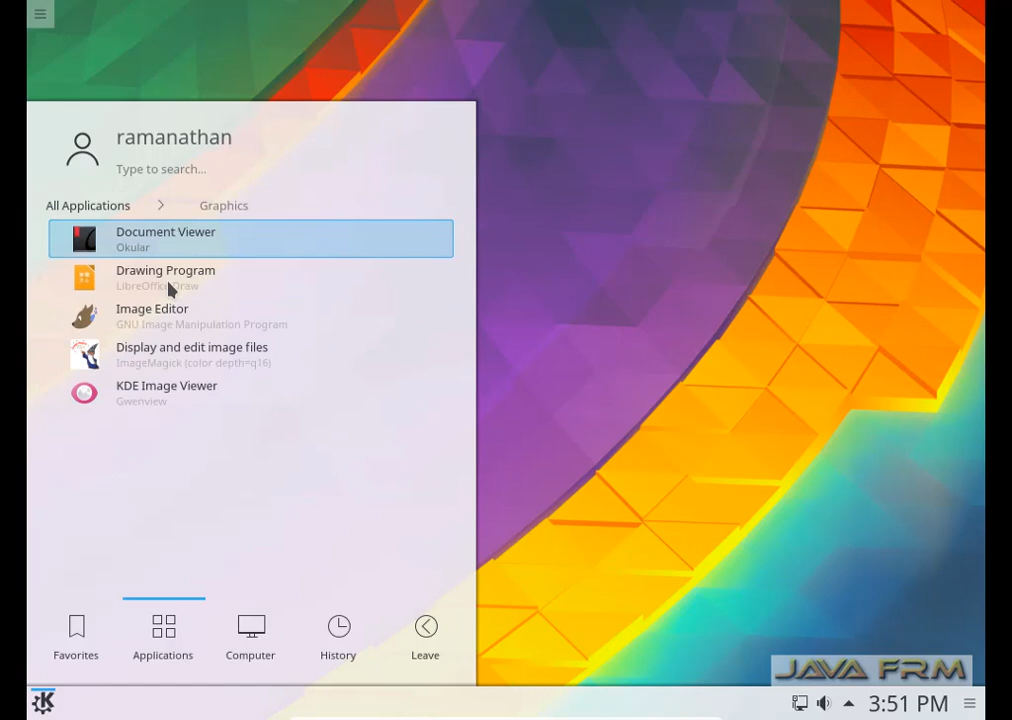 ramanathan
Type to search...
All Applications > Graphics
Document Viewer
Okular
Drawing Program
LibreOffice Draw
Image Editor
GNU Image Manipulation Program
Display and edit image files
ImageMagick (color depth=q16)
KDE Image Viewer
Gwenview
Favorites Applications Computer History Leave
JAVA FRM
3:51 PM